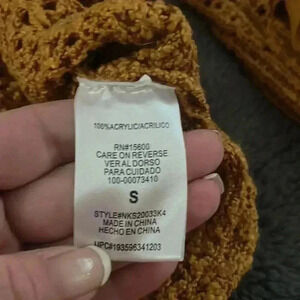 100%ACRYLIC/ACRILICO
RN#15600
CARE ON REVERSE
VER AL DORSO
PARA CUIDADO
100-00073410
S
STYLE#NKS20033K4
MADE IN CHINA
HECHO EN CHINA
UPC#193596341203